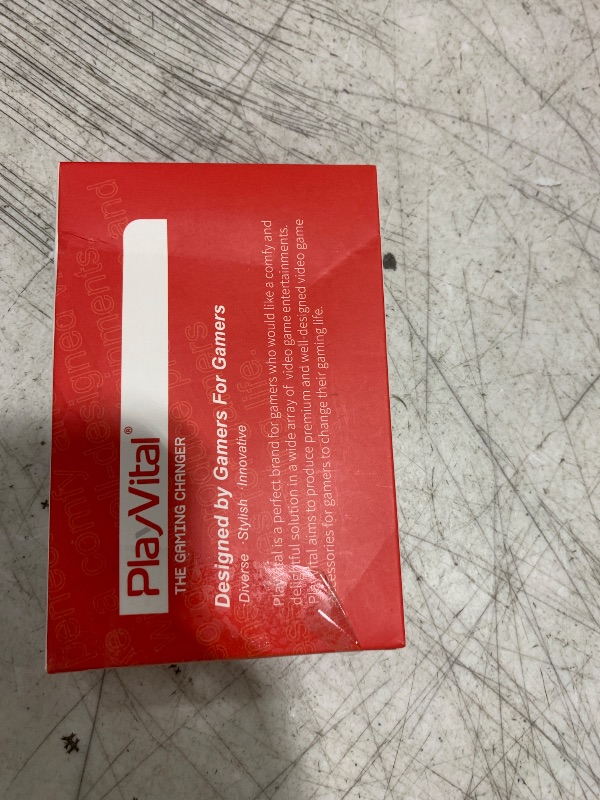 PlayVital®
THE GAMING CHANGER
Designed by Gamers For Gamers
Diverse · Stylish · Innovative
PlayVital is a perfect brand for gamers who would like a comfy and
delightful solution in a wide array of video game entertainments.
PlayVital aims to produce premium and well-designed video game
accessories for gamers to change their gaming life.